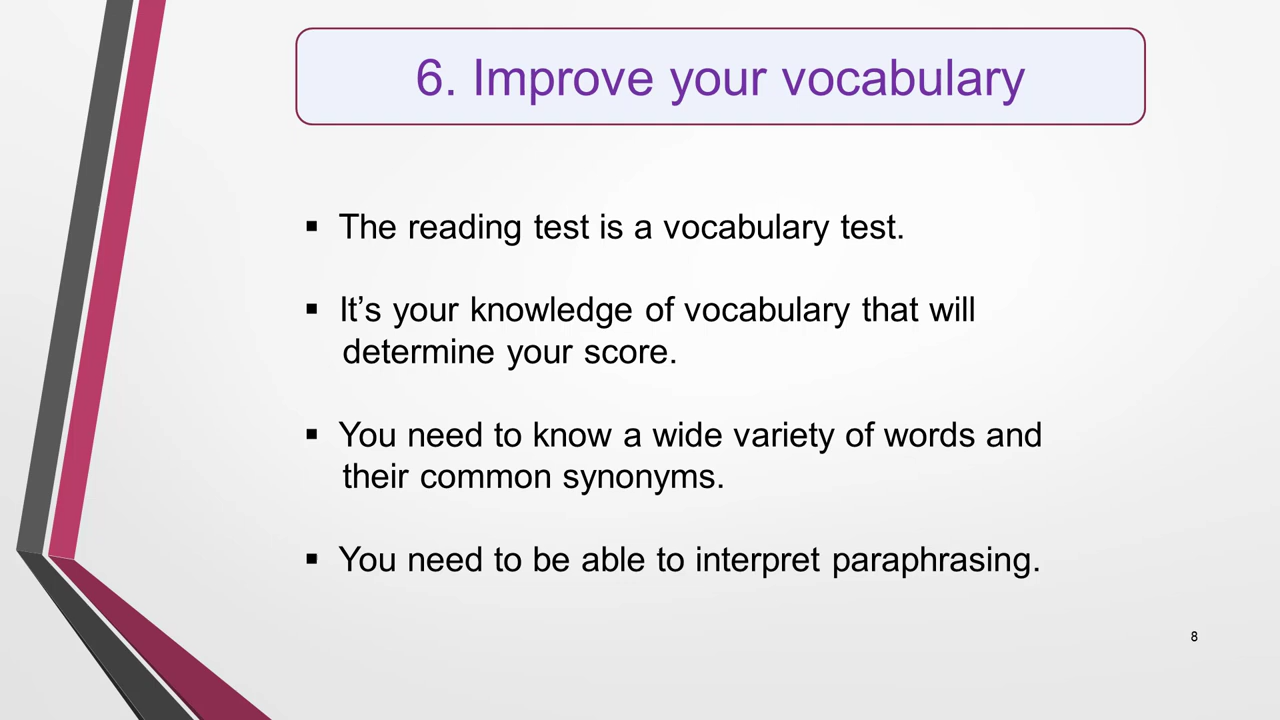 6. Improve your vocabulary
▪ The reading test is a vocabulary test.
▪ It’s your knowledge of vocabulary that will
determine your score.
▪ You need to know a wide variety of words and
their common synonyms.
▪ You need to be able to interpret paraphrasing.
8